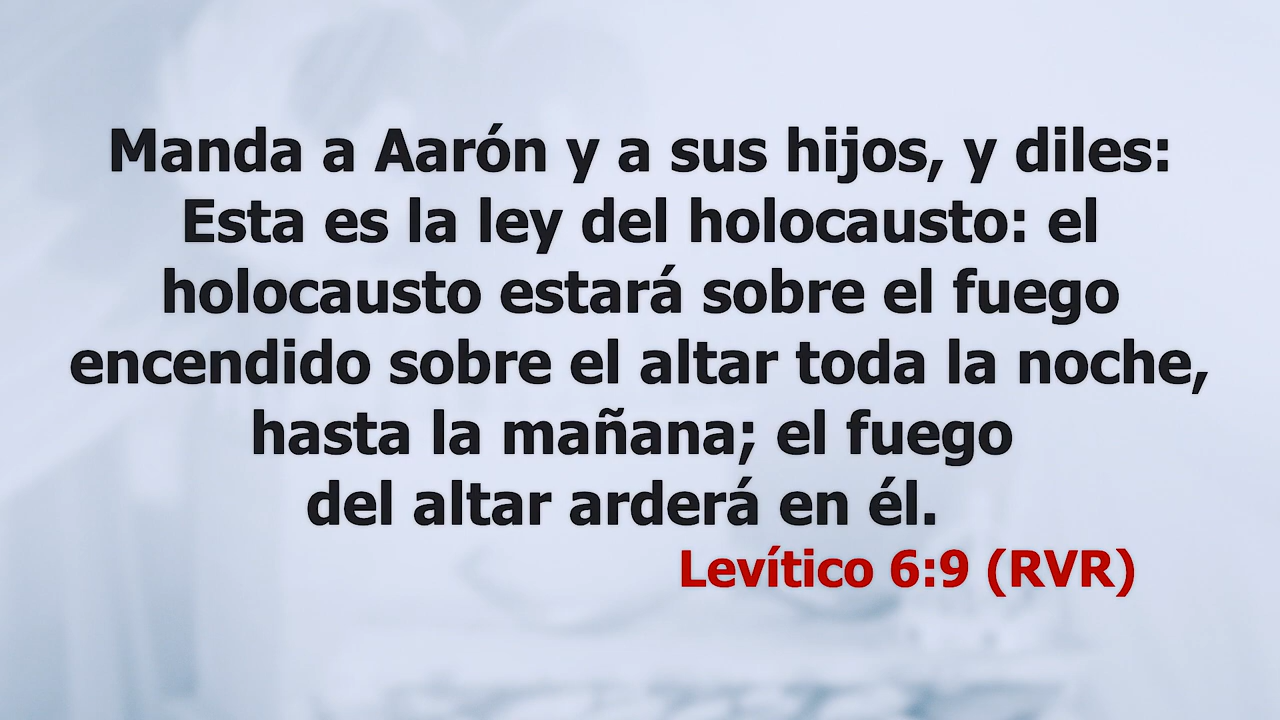 Manda a Aarón y a sus hijos, y diles:
Esta es la ley del holocausto: el
holocausto estará sobre el fuego
encendido sobre el altar toda la noche,
hasta la mañana; el fuego
del altar arderá en él.
Levítico 6:9 (RVR)